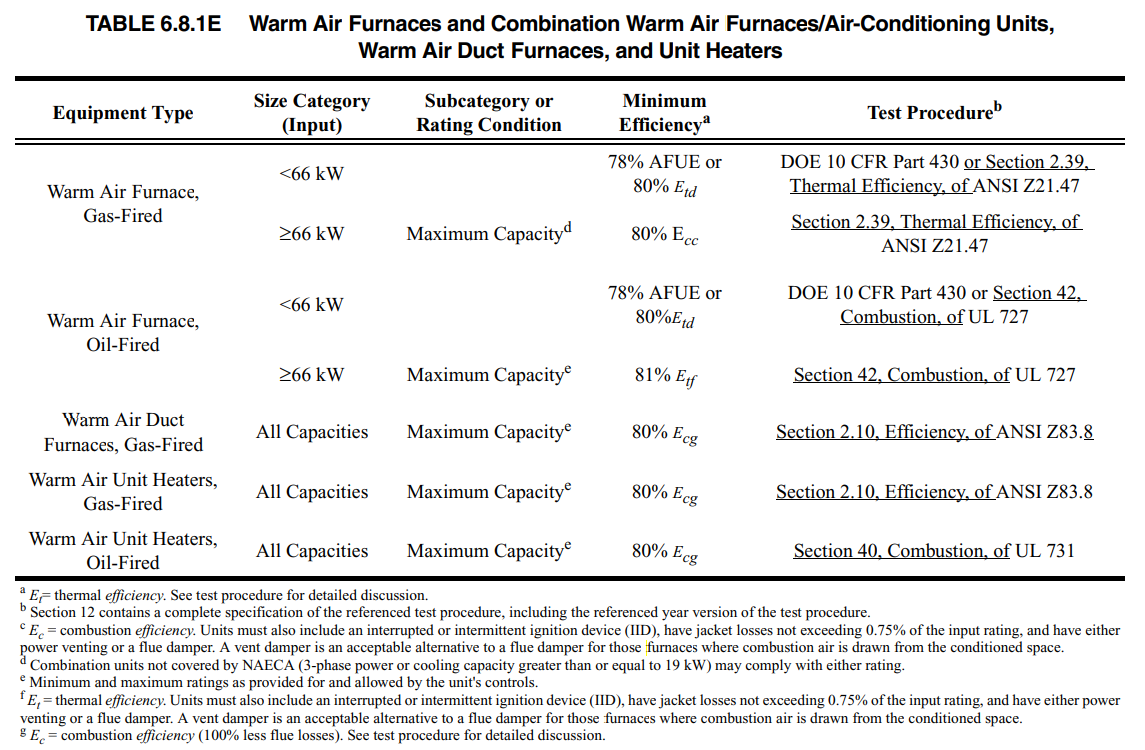 TABLE 6.8.1E Warm Air Furnaces and Combination Warm Air Furnaces/Air-Conditioning Units,
Warm Air Duct Furnaces, and Unit Heaters
Equipment Type
Size Category
(Input)
Subcategory or
Rating Condition
Minimum
Efficiencyᵃ
Test Procedureᵇ
Warm Air Furnace,
Gas-Fired
<66 kW
78% AFUE or
80% Etd
DOE 10 CFR Part 430 or Section 2.39,
Thermal Efficiency, of ANSI Z21.47
≥66 kW
Maximum Capacityᵈ
80% Ecc
Section 2.39, Thermal Efficiency, of
ANSI Z21.47
Warm Air Furnace,
Oil-Fired
<66 kW
78% AFUE or
80%Etd
DOE 10 CFR Part 430 or Section 42,
Combustion, of UL 727
≥66 kW
Maximum Capacityᵉ
81% Etf
Section 42, Combustion, of UL 727
Warm Air Duct
Furnaces, Gas-Fired
All Capacities
Maximum Capacityᵉ
80% Ecg
Section 2.10, Efficiency, of ANSI Z83.8
Warm Air Unit Heaters,
Gas-Fired
All Capacities
Maximum Capacityᵉ
80% Ecg
Section 2.10, Efficiency, of ANSI Z83.8
Warm Air Unit Heaters,
Oil-Fired
All Capacities
Maximum Capacityᵉ
80% Ecg
Section 40, Combustion, of UL 731
ᵃ Et= thermal efficiency. See test procedure for detailed discussion.
ᵇ Section 12 contains a complete specification of the referenced test procedure, including the referenced year version of the test procedure.
ᶜ Ec = combustion efficiency. Units must also include an interrupted or intermittent ignition device (IID), have jacket losses not exceeding 0.75% of the input rating, and have either
power venting or a flue damper. A vent damper is an acceptable alternative to a flue damper for those furnaces where combustion air is drawn from the conditioned space.
ᵈ Combination units not covered by NAECA (3-phase power or cooling capacity greater than or equal to 19 kW) may comply with either rating.
ᵉ Minimum and maximum ratings as provided for and allowed by the unit's controls.
ᶠ Et = thermal efficiency. Units must also include an interrupted or intermittent ignition device (IID), have jacket losses not exceeding 0.75% of the input rating, and have either power
venting or a flue damper. A vent damper is an acceptable alternative to a flue damper for those furnaces where combustion air is drawn from the conditioned space.
ᵍ Ec = combustion efficiency (100% less flue losses). See test procedure for detailed discussion.